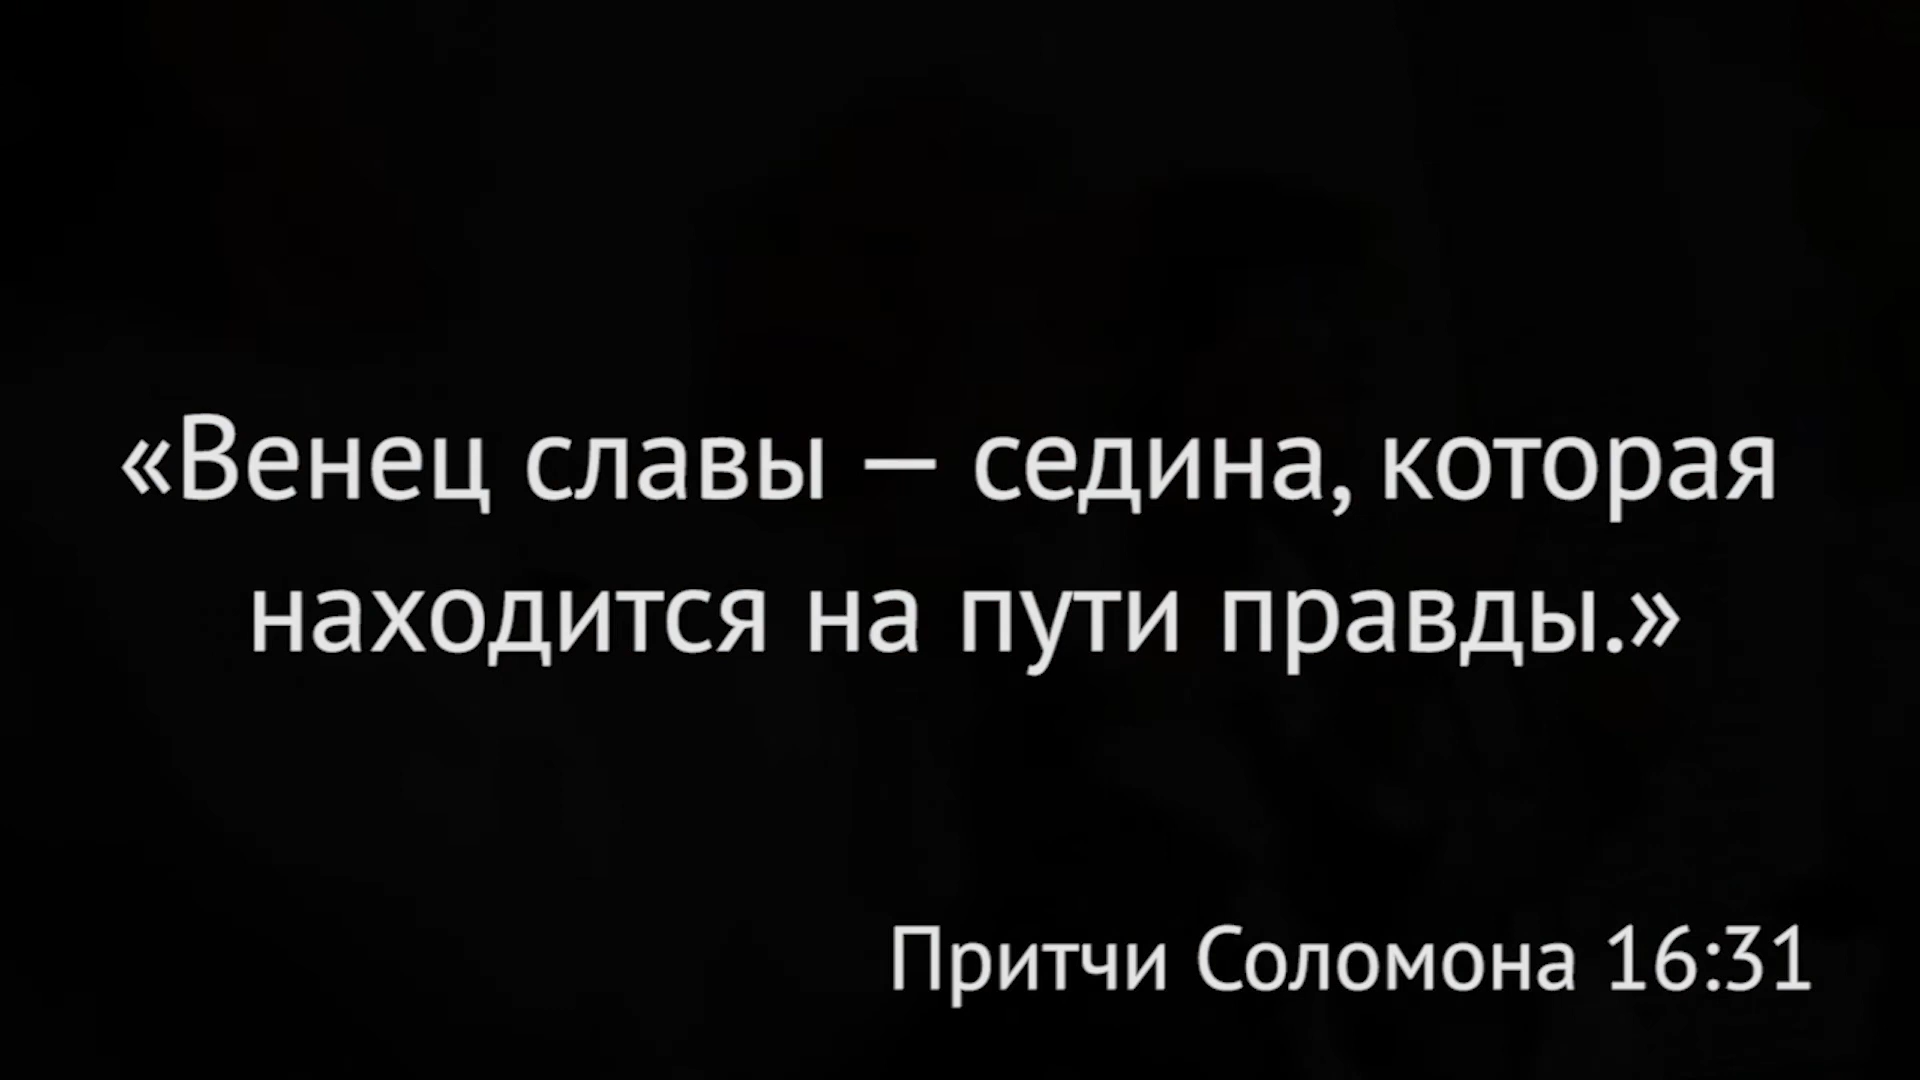 «Венец славы — седина, которая
находится на пути правды.»
Притчи Соломона 16:31